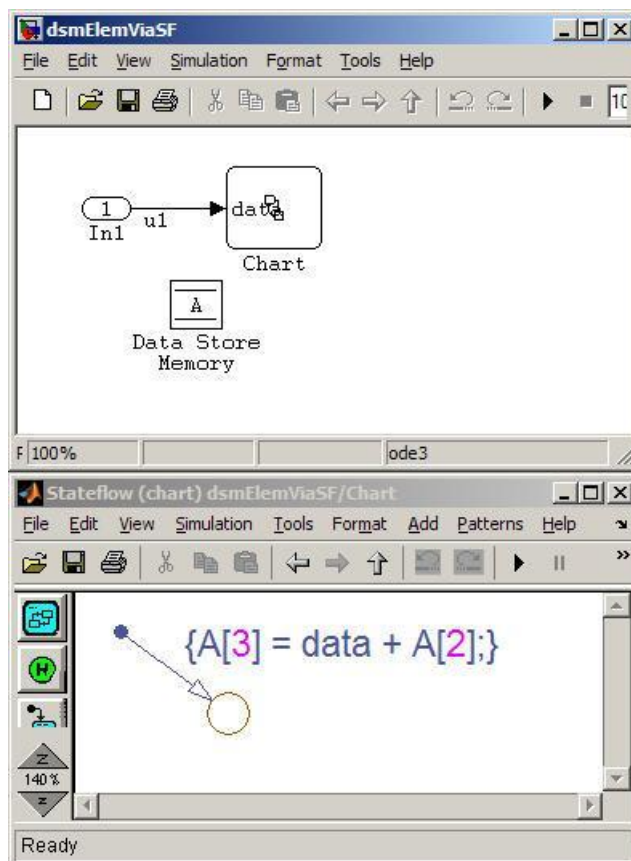 dsmElemViaSF
File Edit View Simulation Format Tools Help
10
1
In1
u1
data
Chart
A
Data Store
Memory
F 100% ode3
Stateflow (chart) dsmElemViaSF/Chart
File Edit View Simulation Tools Format Add Patterns Help
{A[3] = data + A[2];}
H
Z
140%
Z
Ready